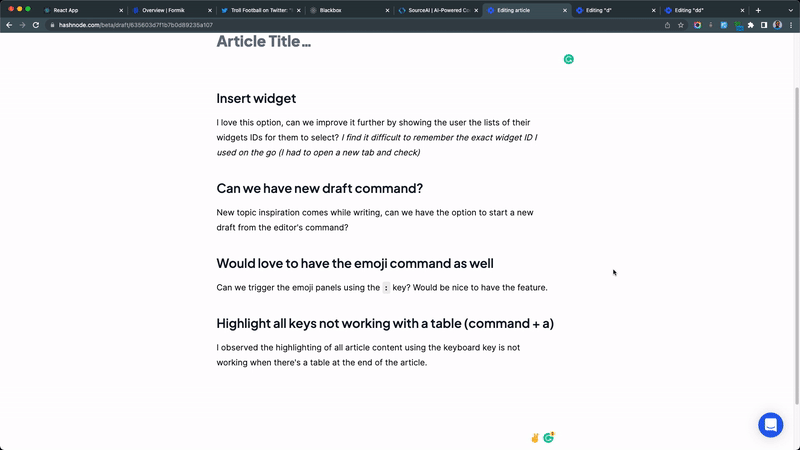 React App
Overview | Formik
Troll Football on Twitter: "
Blackbox
SourceAI | AI-Powered Co
Editing article
Editing "d"
Editing "dd"
hashnode.com/beta/draft/635603d7f1b7b0d89235a107
Article Title...
Insert widget
I love this option, can we improve it further by showing the user the lists of their
widgets IDs for them to select? I find it difficult to remember the exact widget ID I
used on the go (I had to open a new tab and check)
Can we have new draft command?
New topic inspiration comes while writing, can we have the option to start a new
draft from the editor's command?
Would love to have the emoji command as well
Can we trigger the emoji panels using the : key? Would be nice to have the feature.
Highlight all keys not working with a table (command + a)
I observed the highlighting of all article content using the keyboard key is not
working when there's a table at the end of the article.